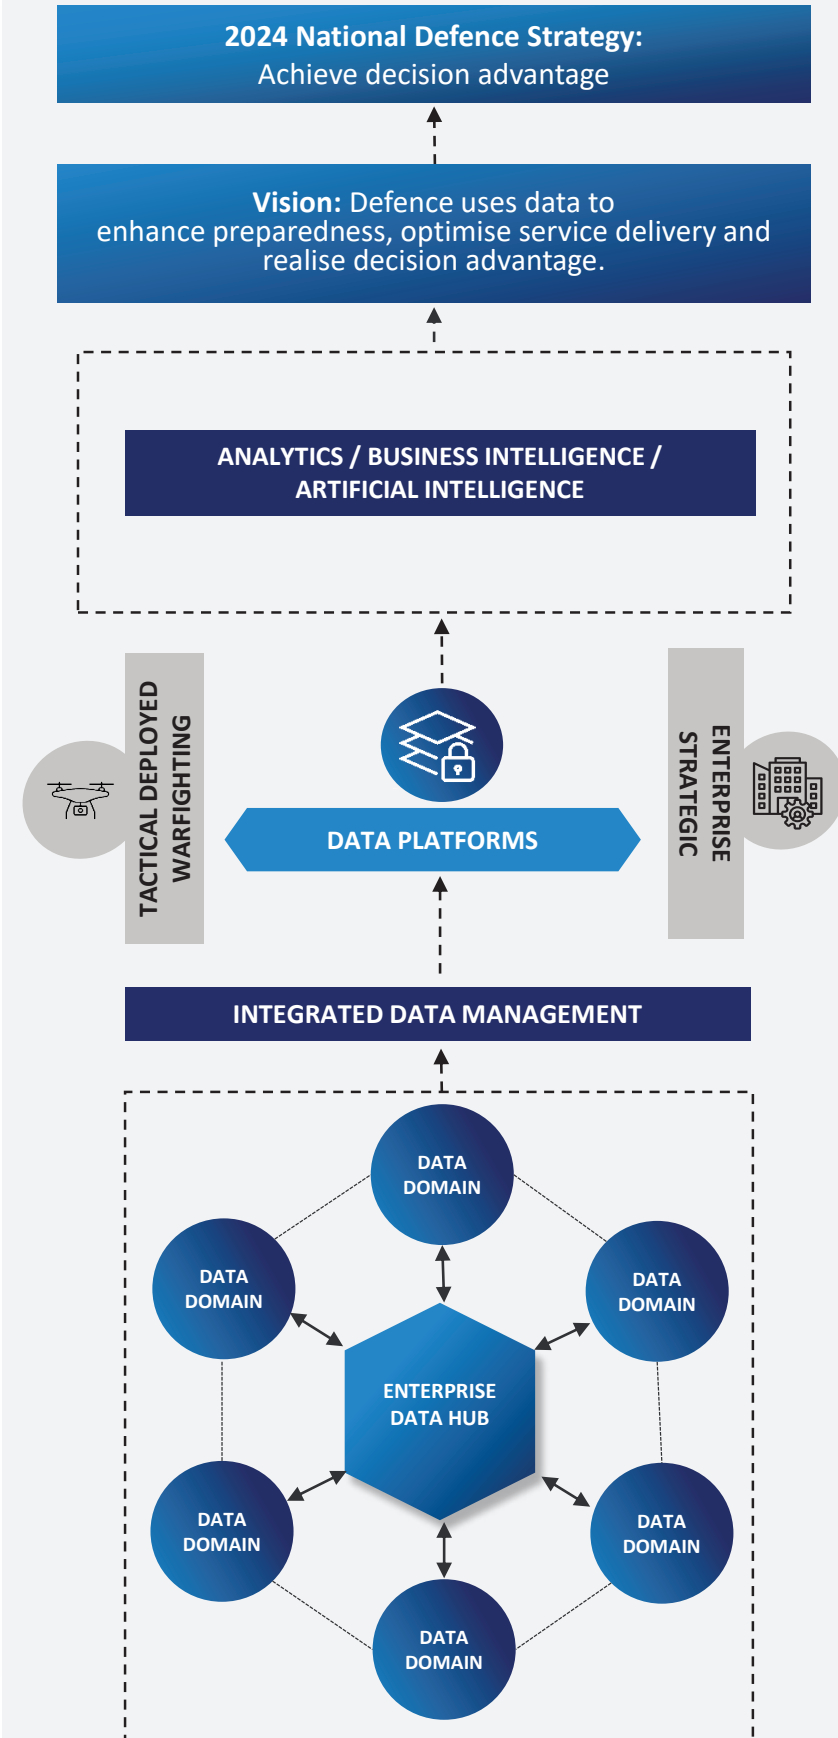 2024 National Defence Strategy:
Achieve decision advantage
Vision: Defence uses data to
enhance preparedness, optimise service delivery and
realise decision advantage.
ANALYTICS / BUSINESS INTELLIGENCE /
ARTIFICIAL INTELLIGENCE
TACTICAL DEPLOYED
WARFIGHTING
DATA PLATFORMS
ENTERPRISE
STRATEGIC
INTEGRATED DATA MANAGEMENT
DATA
DOMAIN
DATA
DOMAIN
DATA
DOMAIN
ENTERPRISE
DATA HUB
DATA
DOMAIN
DATA
DOMAIN
DATA
DOMAIN